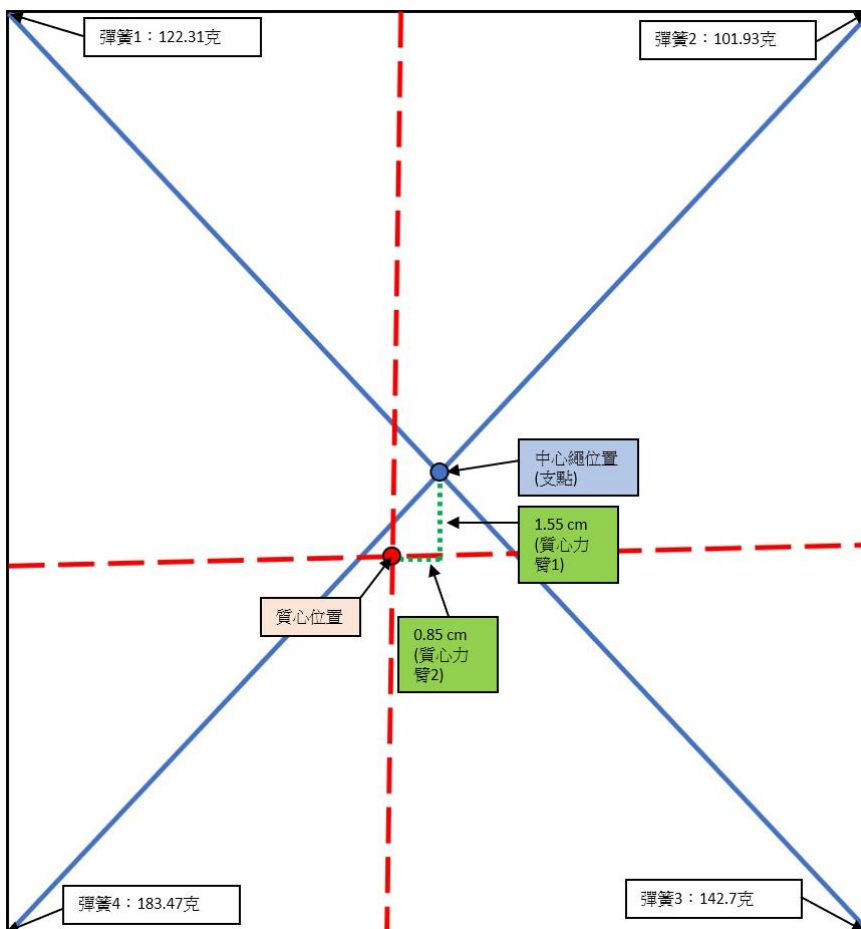 彈簧1：122.31克
彈簧2：101.93克
中心繩位置
(支點)
1.55 cm
(質心力
臂1)
質心位置
0.85 cm
(質心力
臂2)
彈簧4：183.47克
彈簧3：142.7克